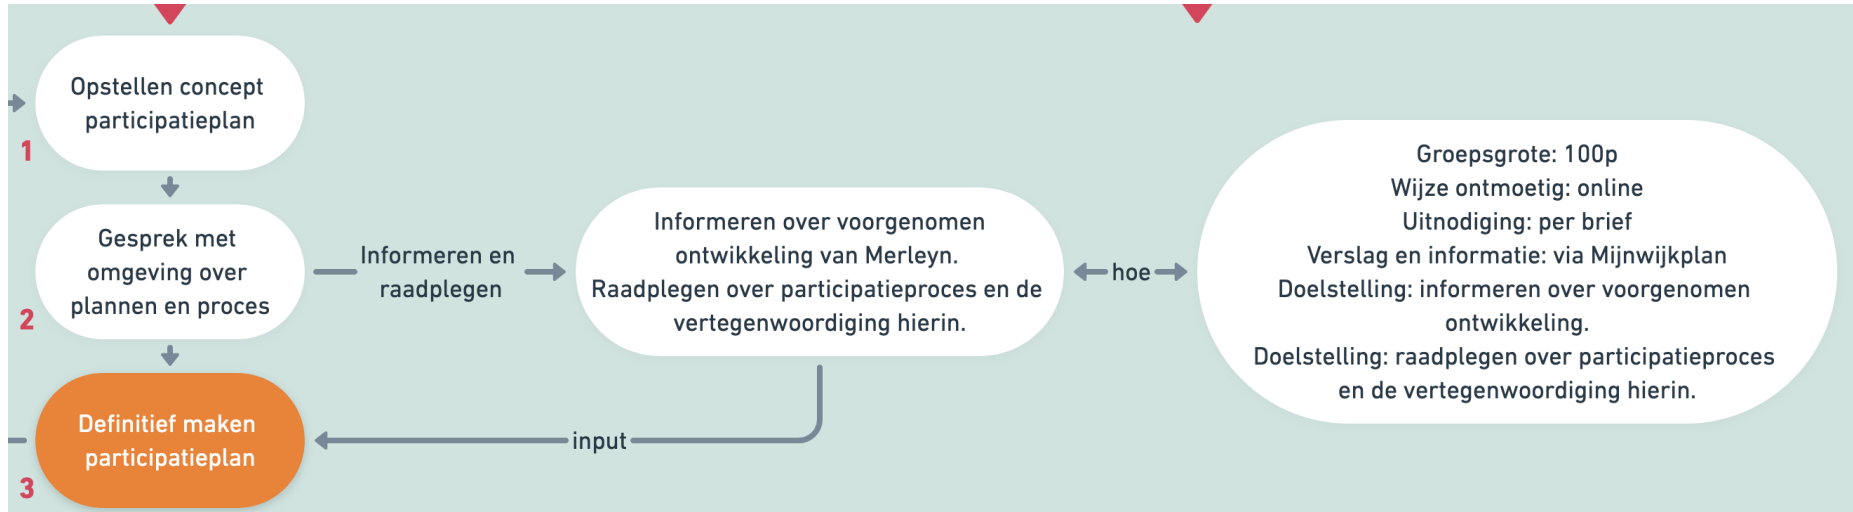 Opstellen concept
participatieplan
1
Gesprek met
omgeving over
plannen en proces
2
Informeren en
raadplegen
Informeren over voorgenomen
ontwikkeling van Merleyn.
Raadplegen over participatieproces en de
vertegenwoordiging hierin.
hoe
Groepsgrote: 100p
Wijze ontmoetig: online
Uitnodiging: per brief
Verslag en informatie: via Mijnwijkplan
Doelstelling: informeren over voorgenomen
ontwikkeling.
Doelstelling: raadplegen over participatieproces
en de vertegenwoordiging hierin.
Definitief maken
participatieplan
3
input